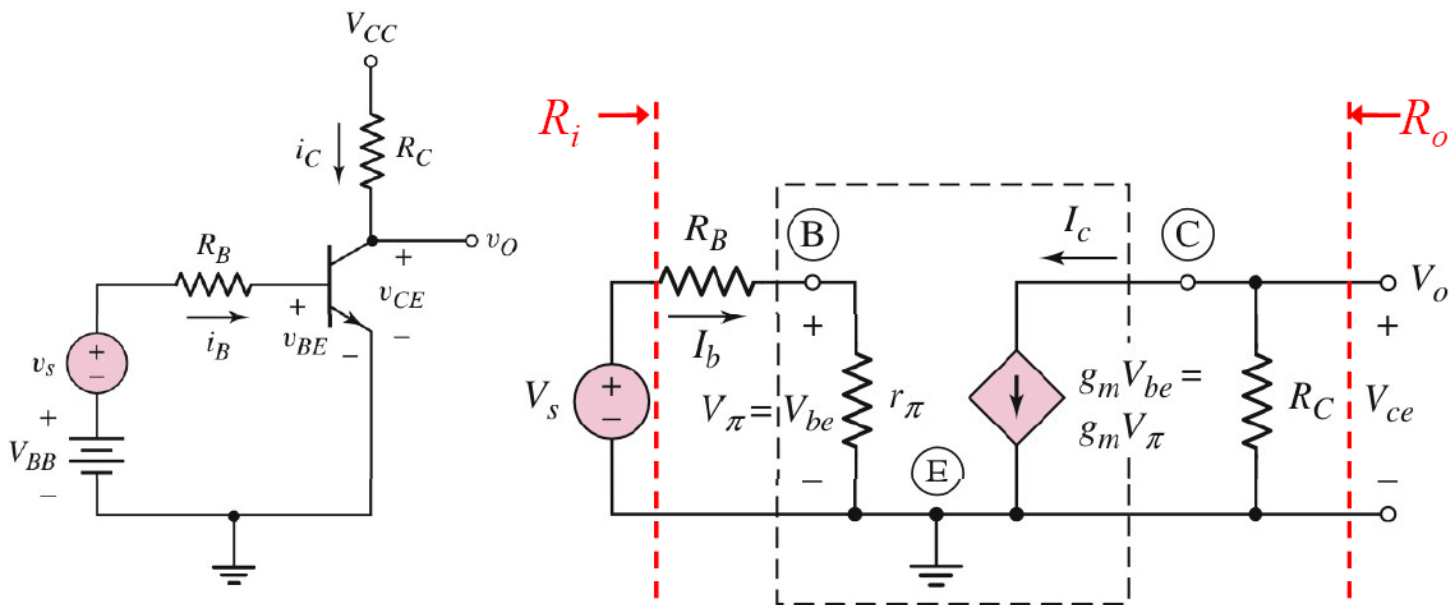 V_CC
i_C
R_C
R_B
v_O
+
v_CE
−
+
v_BE
−
i_B
v_s
+
−
+
V_BB
−
R_i
R_o
R_B
B
I_c
C
I_b
V_s
+
−
+
V_π = V_be
−
r_π
E
g_m V_be =
g_m V_π
R_C
V_o
+
V_ce
−